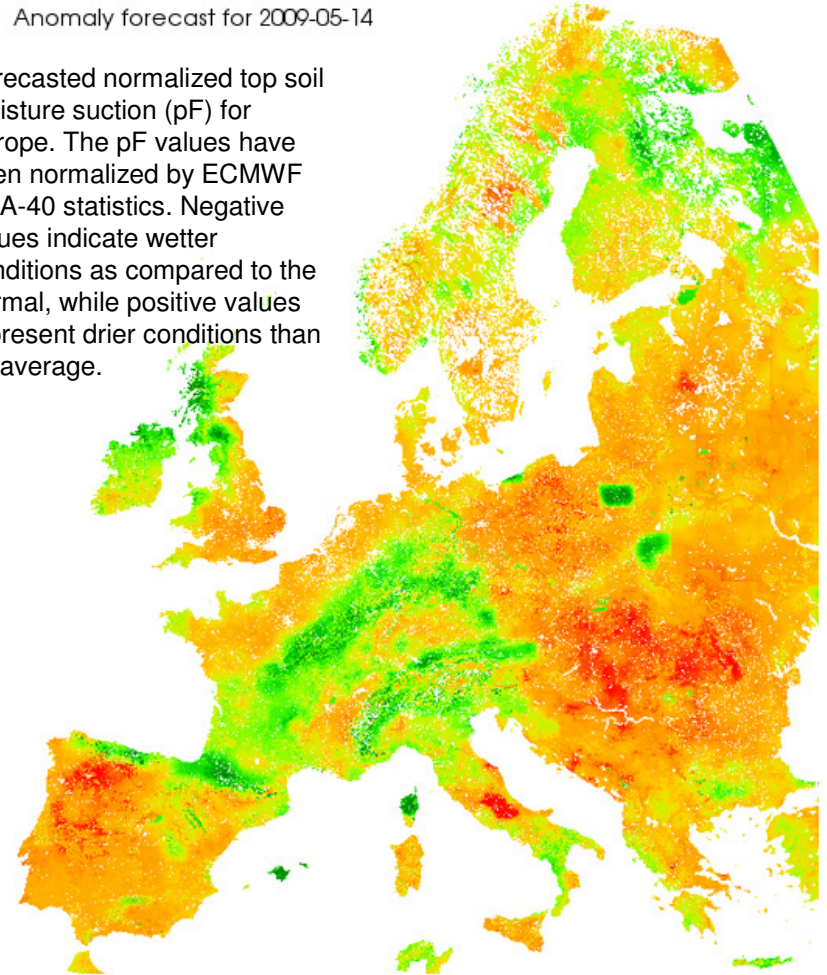 Anomaly forecast for 2009-05-14
recasted normalized top soil
isture suction (pF) for
rope. The pF values have
en normalized by ECMWF
A-40 statistics. Negative
ues indicate wetter
nditions as compared to the
rmal, while positive values
present drier conditions than
average.